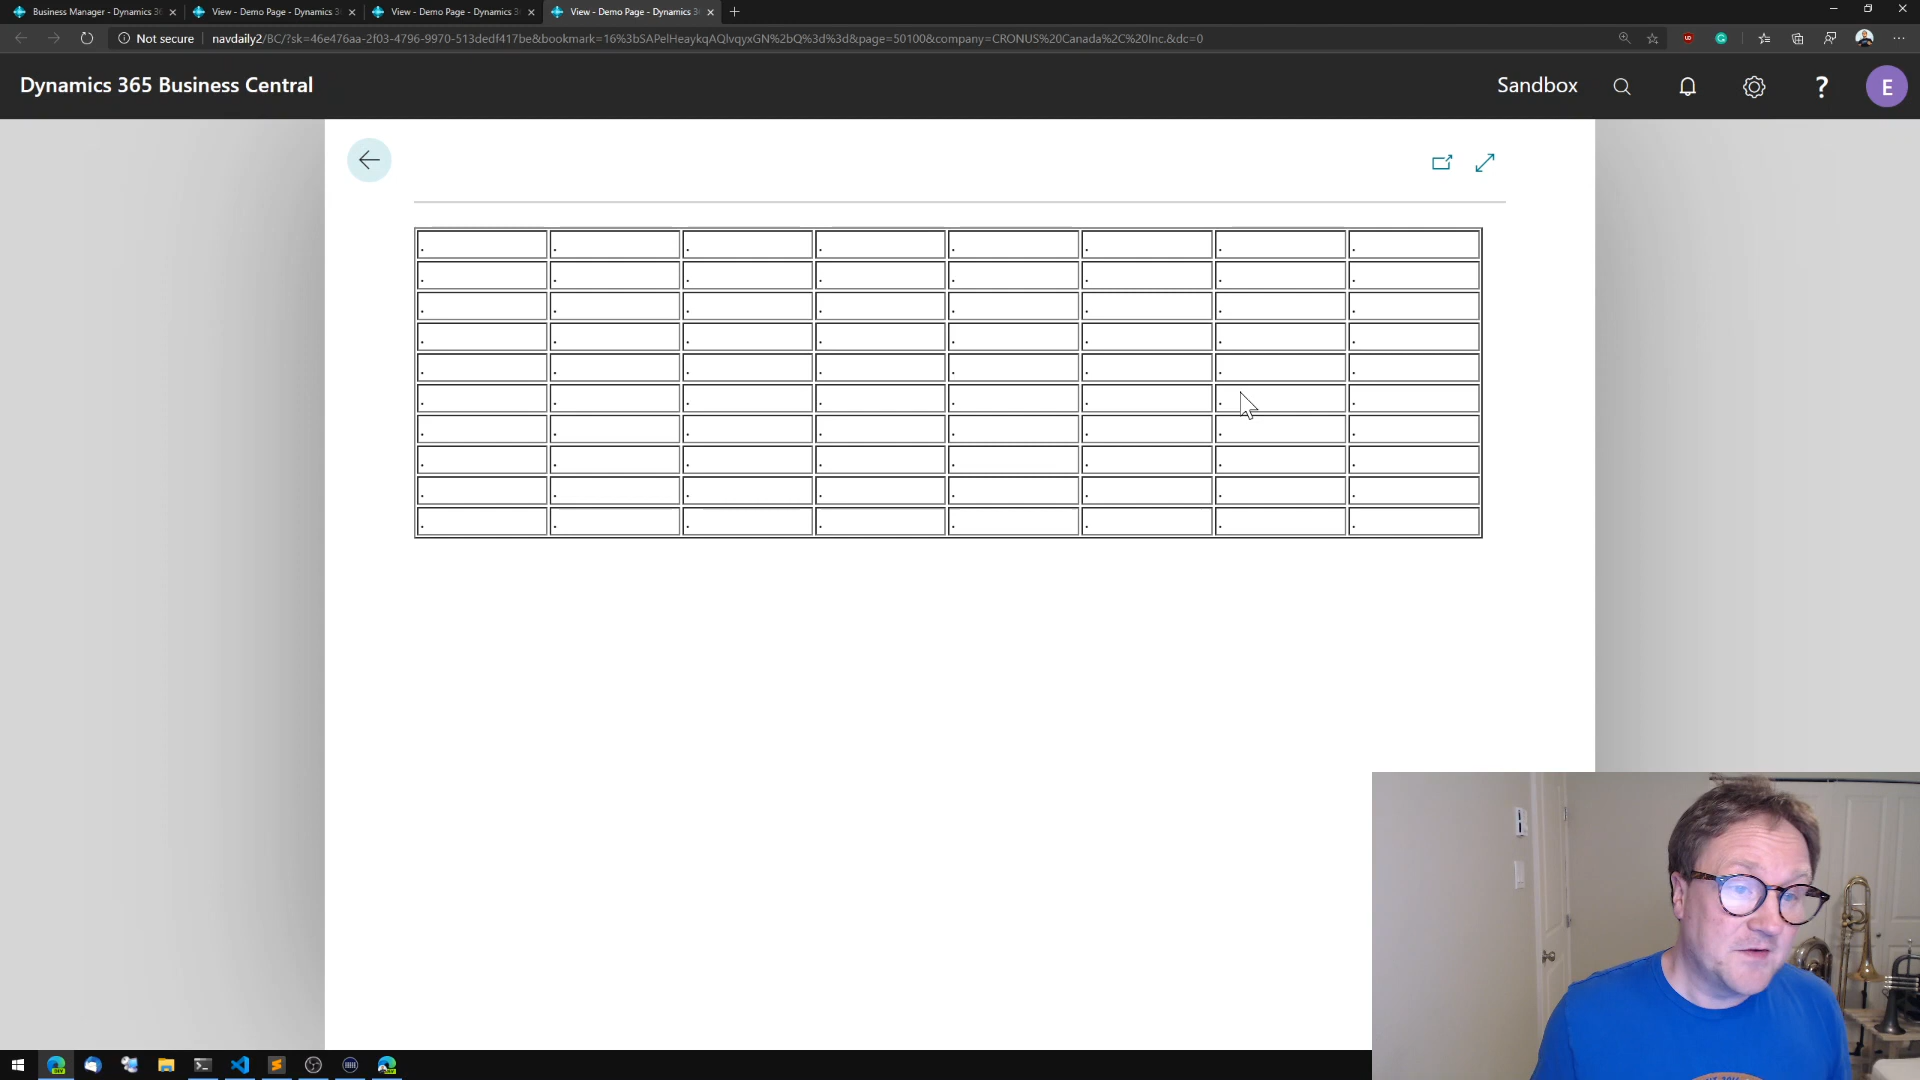 Business Manager - Dynamics 36
View - Demo Page - Dynamics 3
View - Demo Page - Dynamics 3
View - Demo Page - Dynamics 3
Not secure
navdaily2/BC/?sk=46e476aa-2f03-4796-9970-513dedf417be&bookmark=16%3bSAPelHeaykqAQlvqyxGN%2bQ%3d%3d&page=50100&company=CRONUS%20Canada%2C%20Inc.&dc=0
Dynamics 365 Business Central
Sandbox
?
E
. . . . . . . .
. . . . . . . .
. . . . . . . .
. . . . . . . .
. . . . . . . .
. . . . . . . .
. . . . . . . .
. . . . . . . .
. . . . . . . .
. . . . . . . .